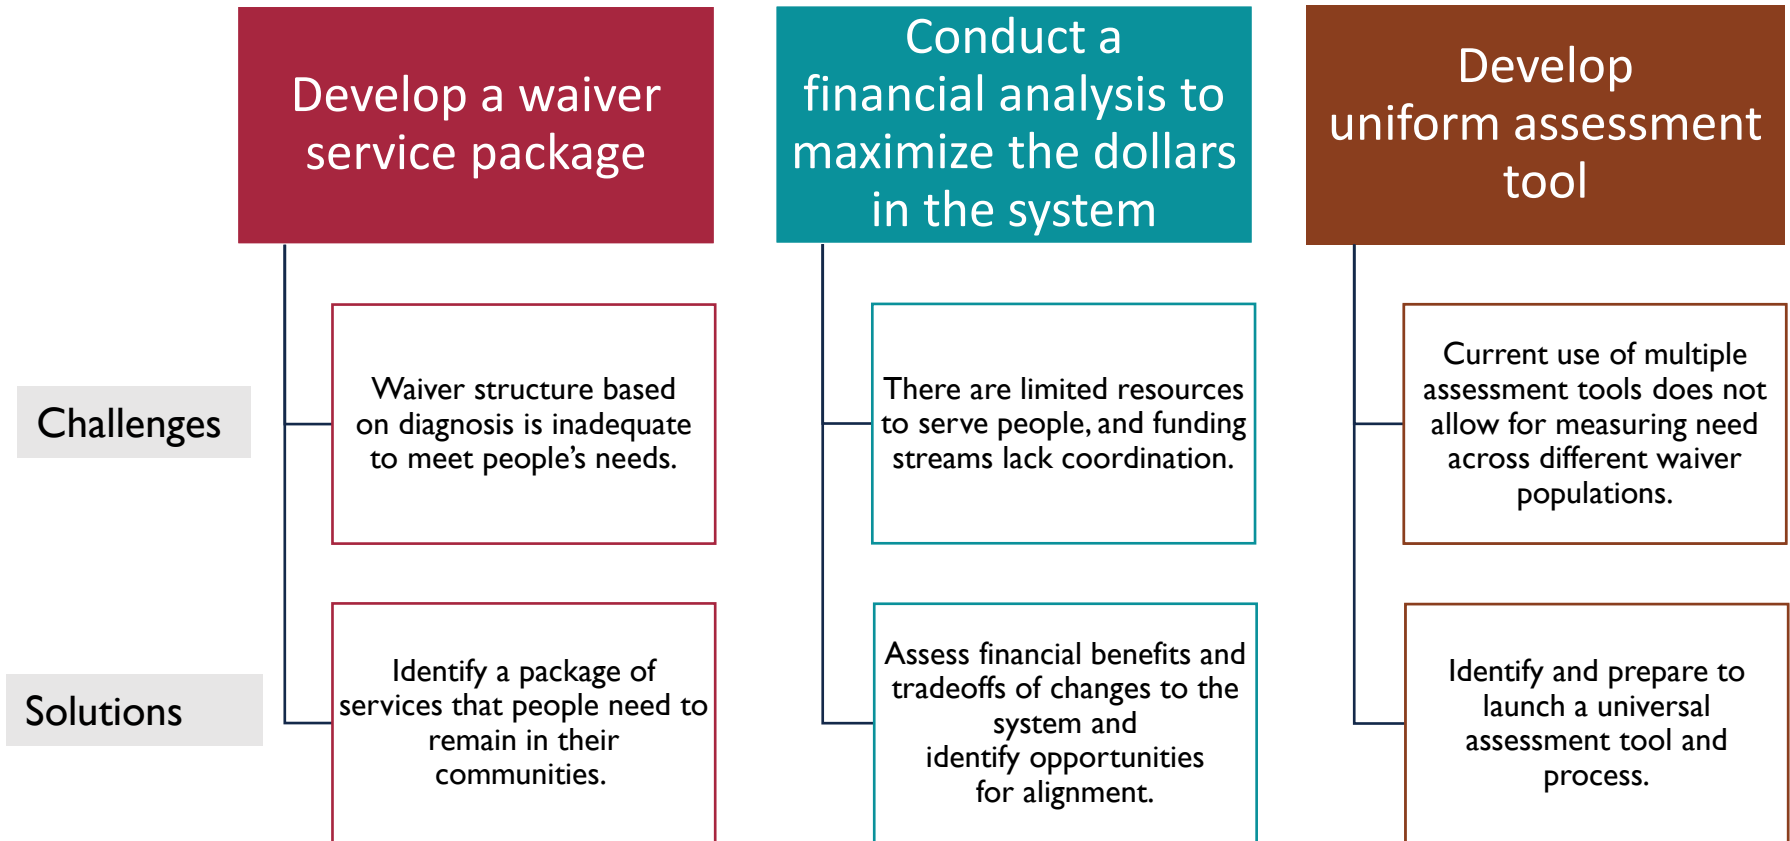 Develop a waiver
service package
Conduct a
financial analysis to
maximize the dollars
in the system
Develop
uniform assessment
tool
Challenges
Waiver structure based
on diagnosis is inadequate
to meet people’s needs.
There are limited resources
to serve people, and funding
streams lack coordination.
Current use of multiple
assessment tools does not
allow for measuring need
across different waiver
populations.
Solutions
Identify a package of
services that people need to
remain in their
communities.
Assess financial benefits and
tradeoffs of changes to the
system and
identify opportunities
for alignment.
Identify and prepare to
launch a universal
assessment tool and
process.